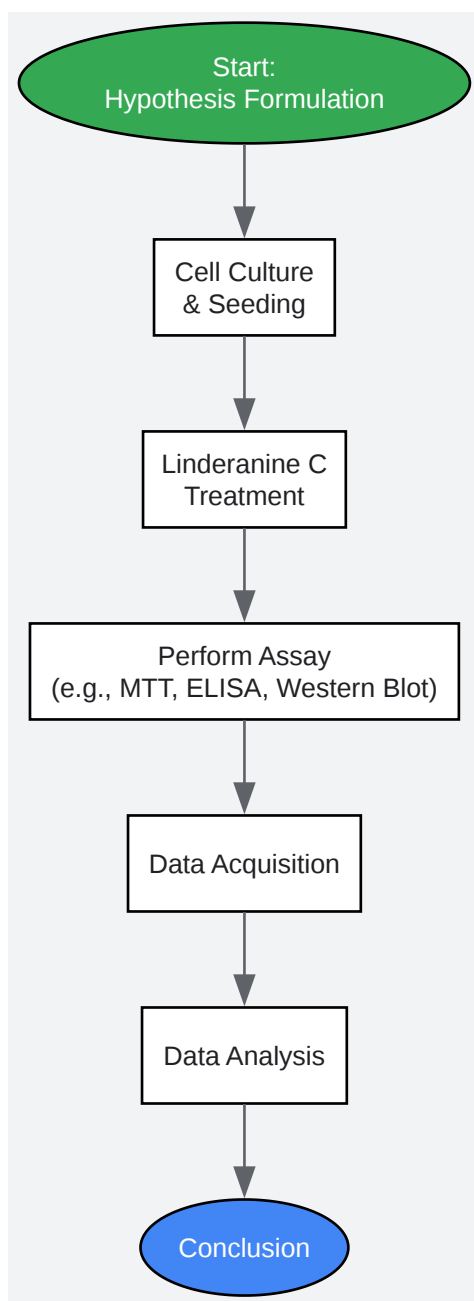 Start:
Hypothesis Formulation
Cell Culture
& Seeding
Linderanine C
Treatment
Perform Assay
(e.g., MTT, ELISA, Western Blot)
Data Acquisition
Data Analysis
Conclusion